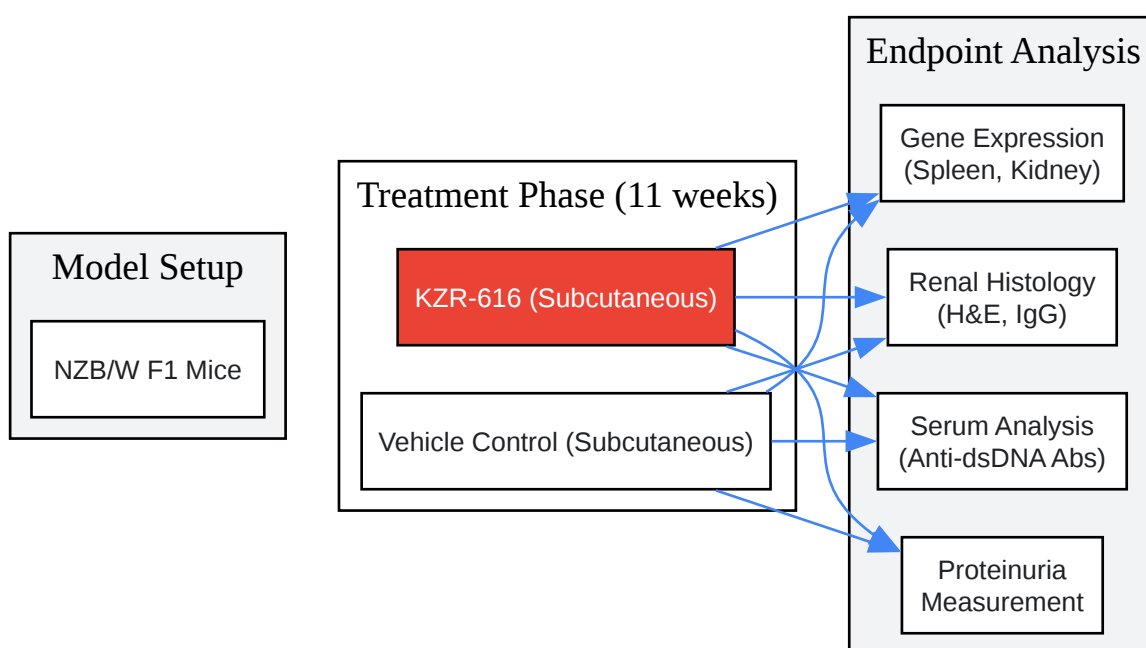 Model Setup
NZB/W F1 Mice
Treatment Phase (11 weeks)
KZR-616 (Subcutaneous)
Vehicle Control (Subcutaneous)
Endpoint Analysis
Gene Expression
(Spleen, Kidney)
Renal Histology
(H&E, IgG)
Serum Analysis
(Anti-dsDNA Abs)
Proteinuria
Measurement